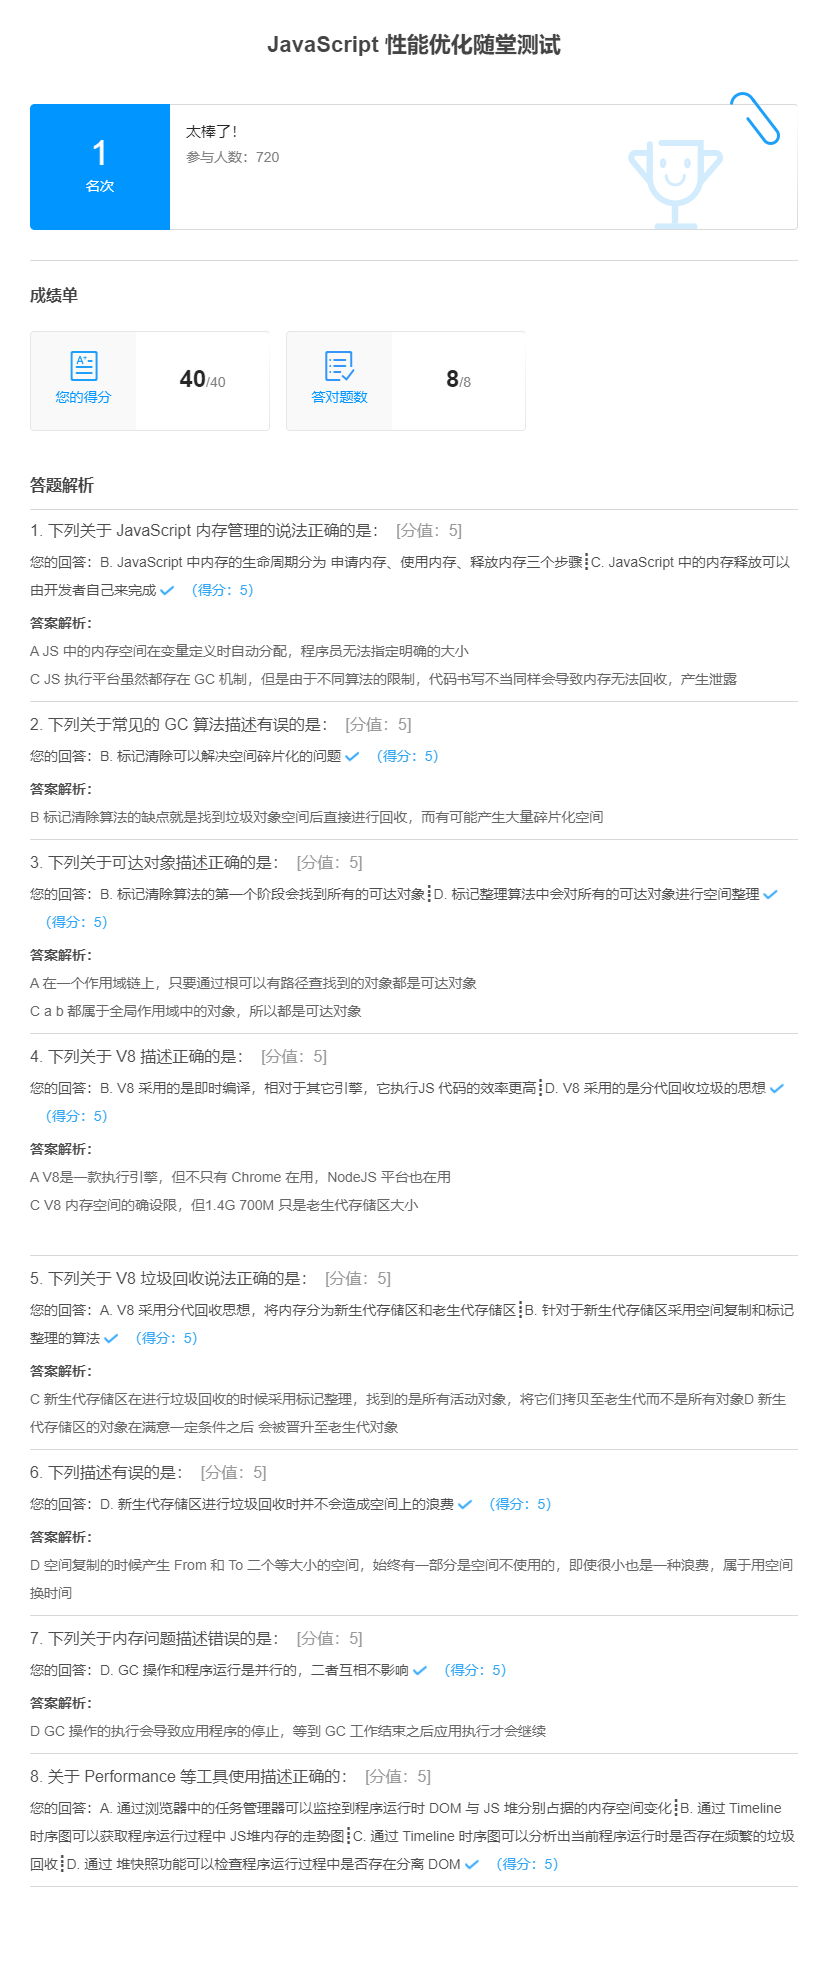 JavaScript 性能优化随堂测试
1
名次
太棒了！
参与人数：720
成绩单
A+
您的得分
40/40
答对题数
8/8
答题解析
1. 下列关于 JavaScript 内存管理的说法正确的是： [分值：5]
您的回答：B. JavaScript 中内存的生命周期分为 申请内存、使用内存、释放内存三个步骤┋C. JavaScript 中的内存释放可以
由开发者自己来完成 （得分：5）
答案解析：
A JS 中的内存空间在变量定义时自动分配，程序员无法指定明确的大小
C JS 执行平台虽然都存在 GC 机制，但是由于不同算法的限制，代码书写不当同样会导致内存无法回收，产生泄露
2. 下列关于常见的 GC 算法描述有误的是： [分值：5]
您的回答：B. 标记清除可以解决空间碎片化的问题 （得分：5）
答案解析：
B 标记清除算法的缺点就是找到垃圾对象空间后直接进行回收，而有可能产生大量碎片化空间
3. 下列关于可达对象描述正确的是： [分值：5]
您的回答：B. 标记清除算法的第一个阶段会找到所有的可达对象┋D. 标记整理算法中会对所有的可达对象进行空间整理
（得分：5）
答案解析：
A 在一个作用域链上，只要通过根可以有路径查找到的对象都是可达对象
C a b 都属于全局作用域中的对象，所以都是可达对象
4. 下列关于 V8 描述正确的是： [分值：5]
您的回答：B. V8 采用的是即时编译，相对于其它引擎，它执行JS 代码的效率更高┋D. V8 采用的是分代回收垃圾的思想
（得分：5）
答案解析：
A V8是一款执行引擎，但不只有 Chrome 在用，NodeJS 平台也在用
C V8 内存空间的确设限，但1.4G 700M 只是老生代存储区大小
5. 下列关于 V8 垃圾回收说法正确的是： [分值：5]
您的回答：A. V8 采用分代回收思想，将内存分为新生代存储区和老生代存储区┋B. 针对于新生代存储区采用空间复制和标记
整理的算法 （得分：5）
答案解析：
C 新生代存储区在进行垃圾回收的时候采用标记整理，找到的是所有活动对象，将它们拷贝至老生代而不是所有对象D 新生
代存储区的对象在满意一定条件之后 会被晋升至老生代对象
6. 下列描述有误的是： [分值：5]
您的回答：D. 新生代存储区进行垃圾回收时并不会造成空间上的浪费 （得分：5）
答案解析：
D 空间复制的时候产生 From 和 To 二个等大小的空间，始终有一部分是空间不使用的，即使很小也是一种浪费，属于用空间
换时间
7. 下列关于内存问题描述错误的是： [分值：5]
您的回答：D. GC 操作和程序运行是并行的，二者互相不影响 （得分：5）
答案解析：
D GC 操作的执行会导致应用程序的停止，等到 GC 工作结束之后应用执行才会继续
8. 关于 Performance 等工具使用描述正确的： [分值：5]
您的回答：A. 通过浏览器中的任务管理器可以监控到程序运行时 DOM 与 JS 堆分别占据的内存空间变化┋B. 通过 Timeline
时序图可以获取程序运行过程中 JS堆内存的走势图┋C. 通过 Timeline 时序图可以分析出当前程序运行时是否存在频繁的垃圾
回收┋D. 通过 堆快照功能可以检查程序运行过程中是否存在分离 DOM （得分：5）